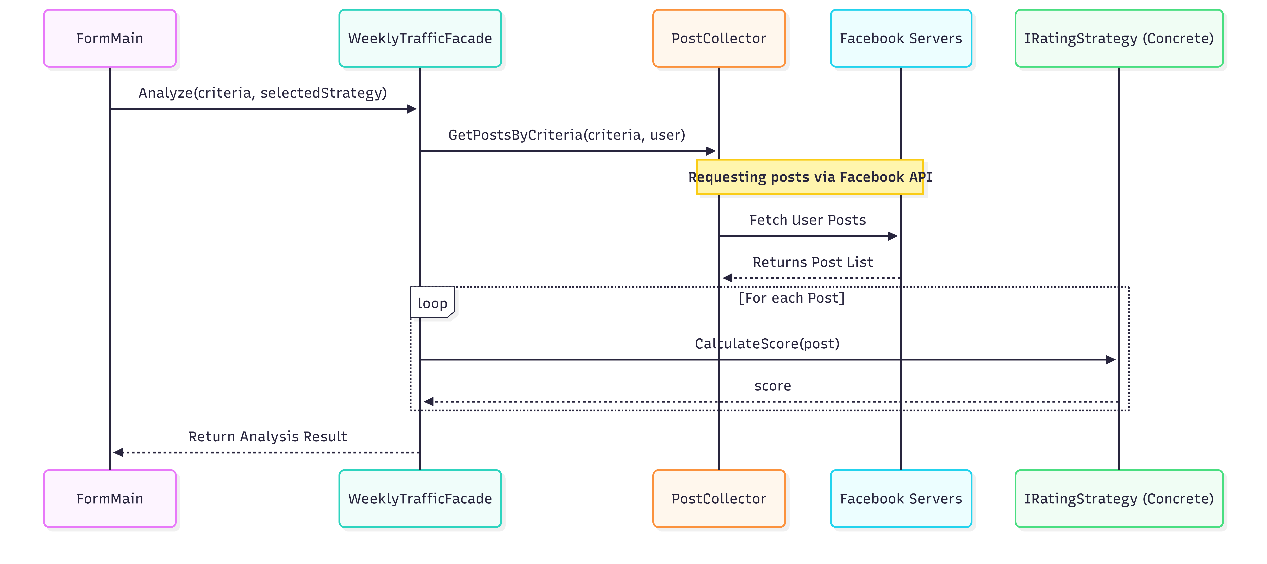 FormMain
WeeklyTrafficFacade
PostCollector
Facebook Servers
IRatingStrategy (Concrete)
Analyze(criteria, selectedStrategy)
GetPostsByCriteria(criteria, user)
Requesting posts via Facebook API
Fetch User Posts
Returns Post List
loop
[For each Post]
CalculateScore(post)
score
Return Analysis Result
FormMain
WeeklyTrafficFacade
PostCollector
Facebook Servers
IRatingStrategy (Concrete)